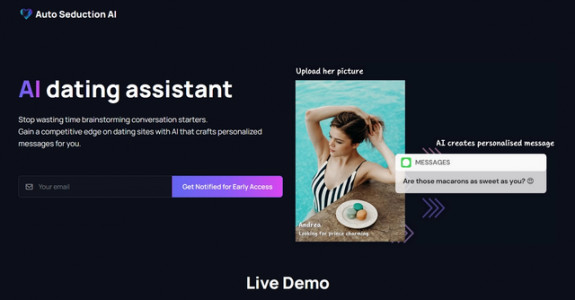 Auto Seduction AI
Upload her picture
AI dating assistant
Stop wasting time brainstorming conversation starters.
Gain a competitive edge on dating sites with AI that crafts personalized
messages for you.
AI creates personalised message
MESSAGES
Are those macarons as sweet as you? 😍
Your email
Get Notified for Early Access
Andrea
Looking for prince charming
Live Demo